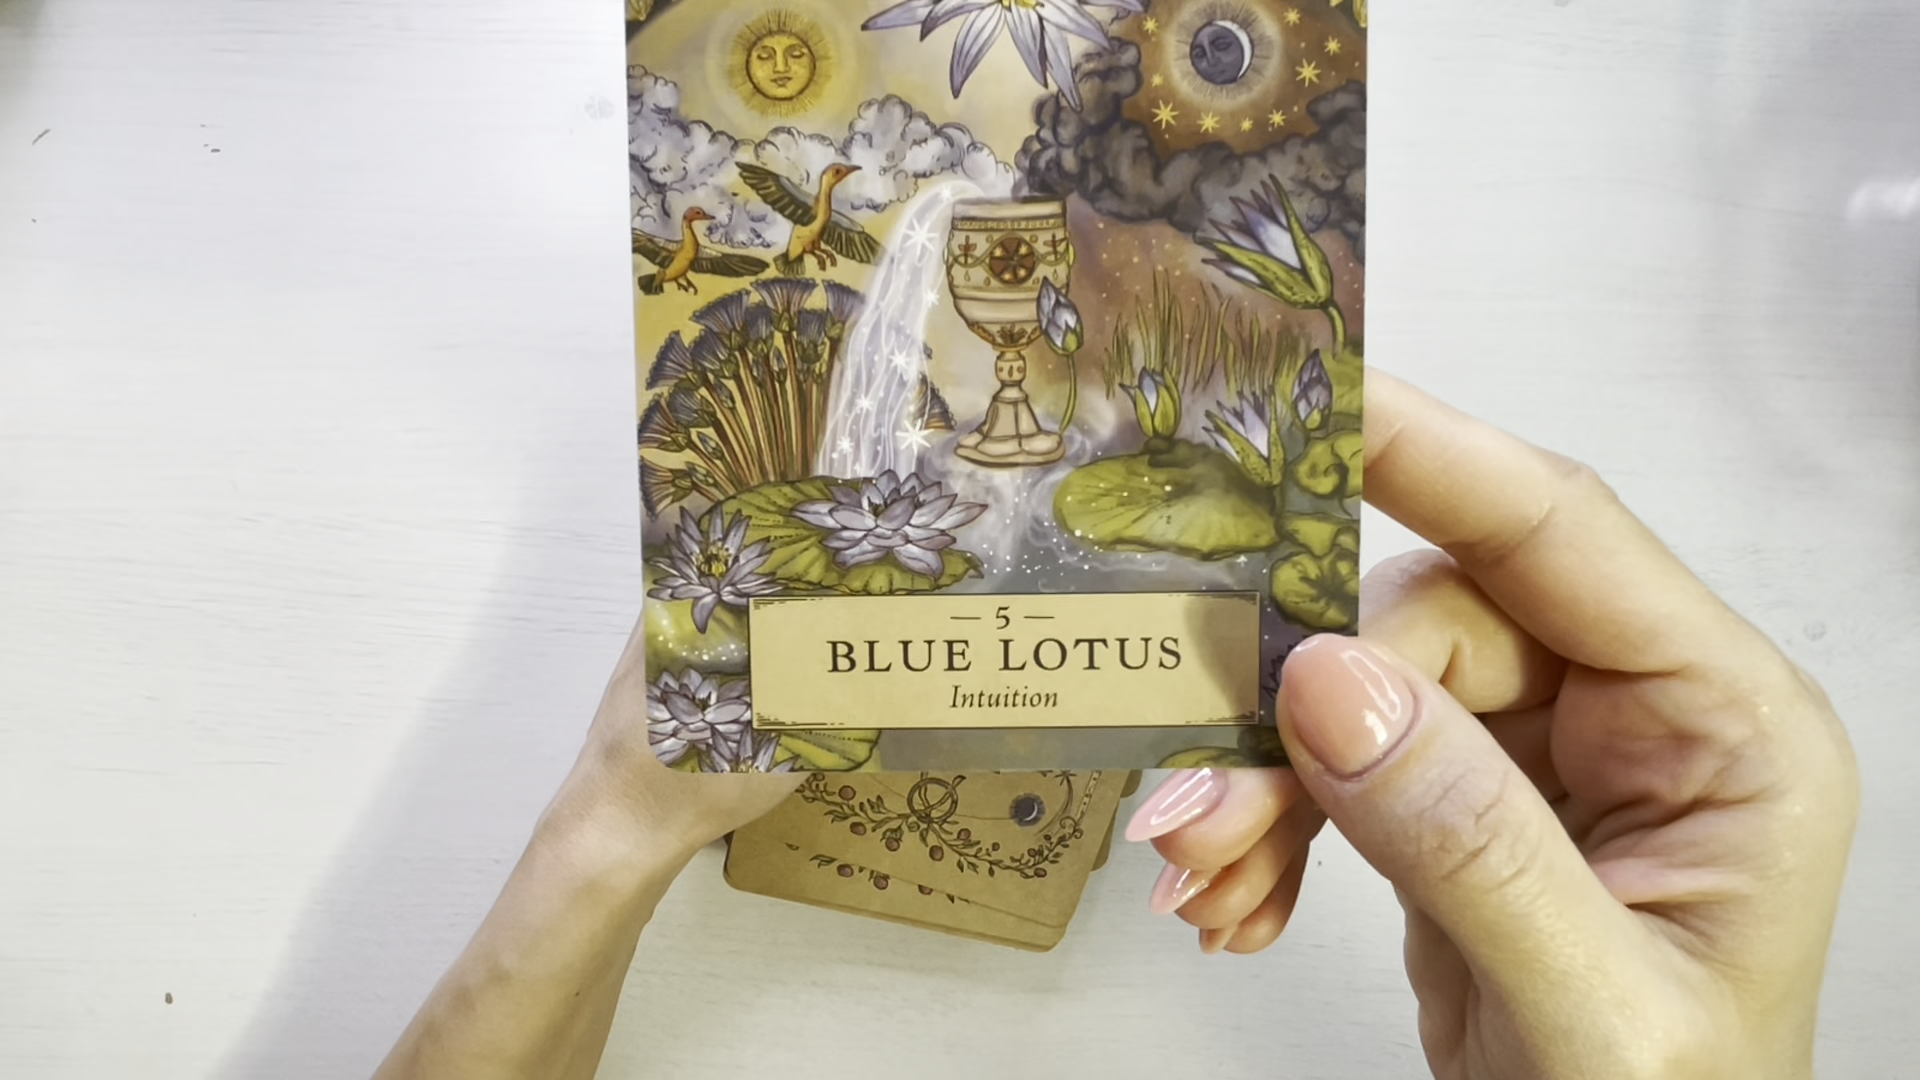 — 5 —
BLUE LOTUS
Intuition